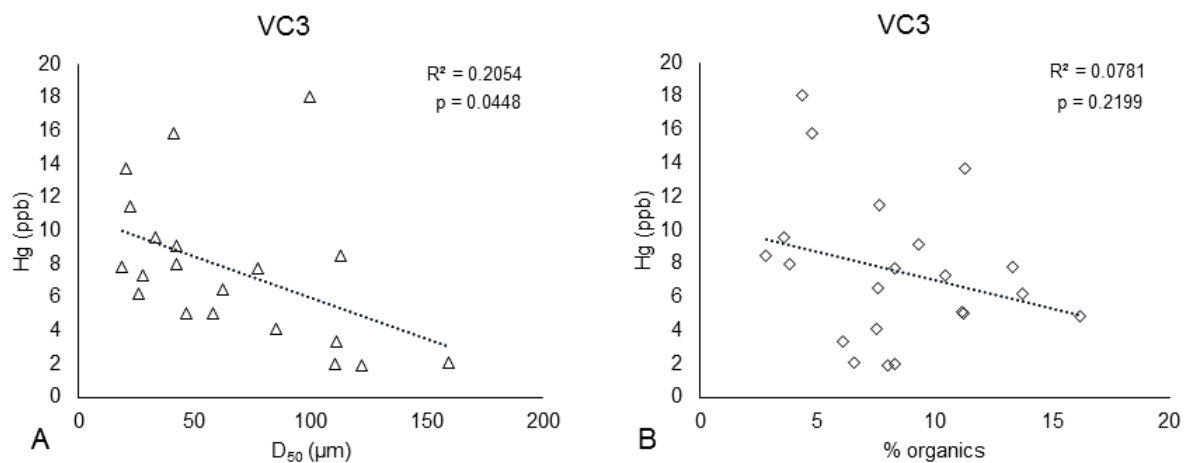 VC3
R² = 0.2054
p = 0.0448
20
18
16
14
12
10
8
6
4
2
0
Hg (ppb)
0 50 100 150 200
D₅₀ (µm)
A
VC3
R² = 0.0781
p = 0.2199
20
18
16
14
12
10
8
6
4
2
0
Hg (ppb)
0 5 10 15 20
% organics
B